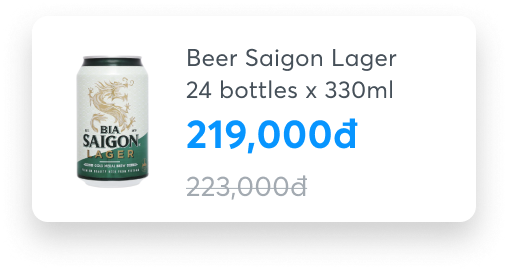 Beer Saigon Lager
24 bottles x 330ml
219,000đ
223,000đ
BIA
SAIGON
LAGER